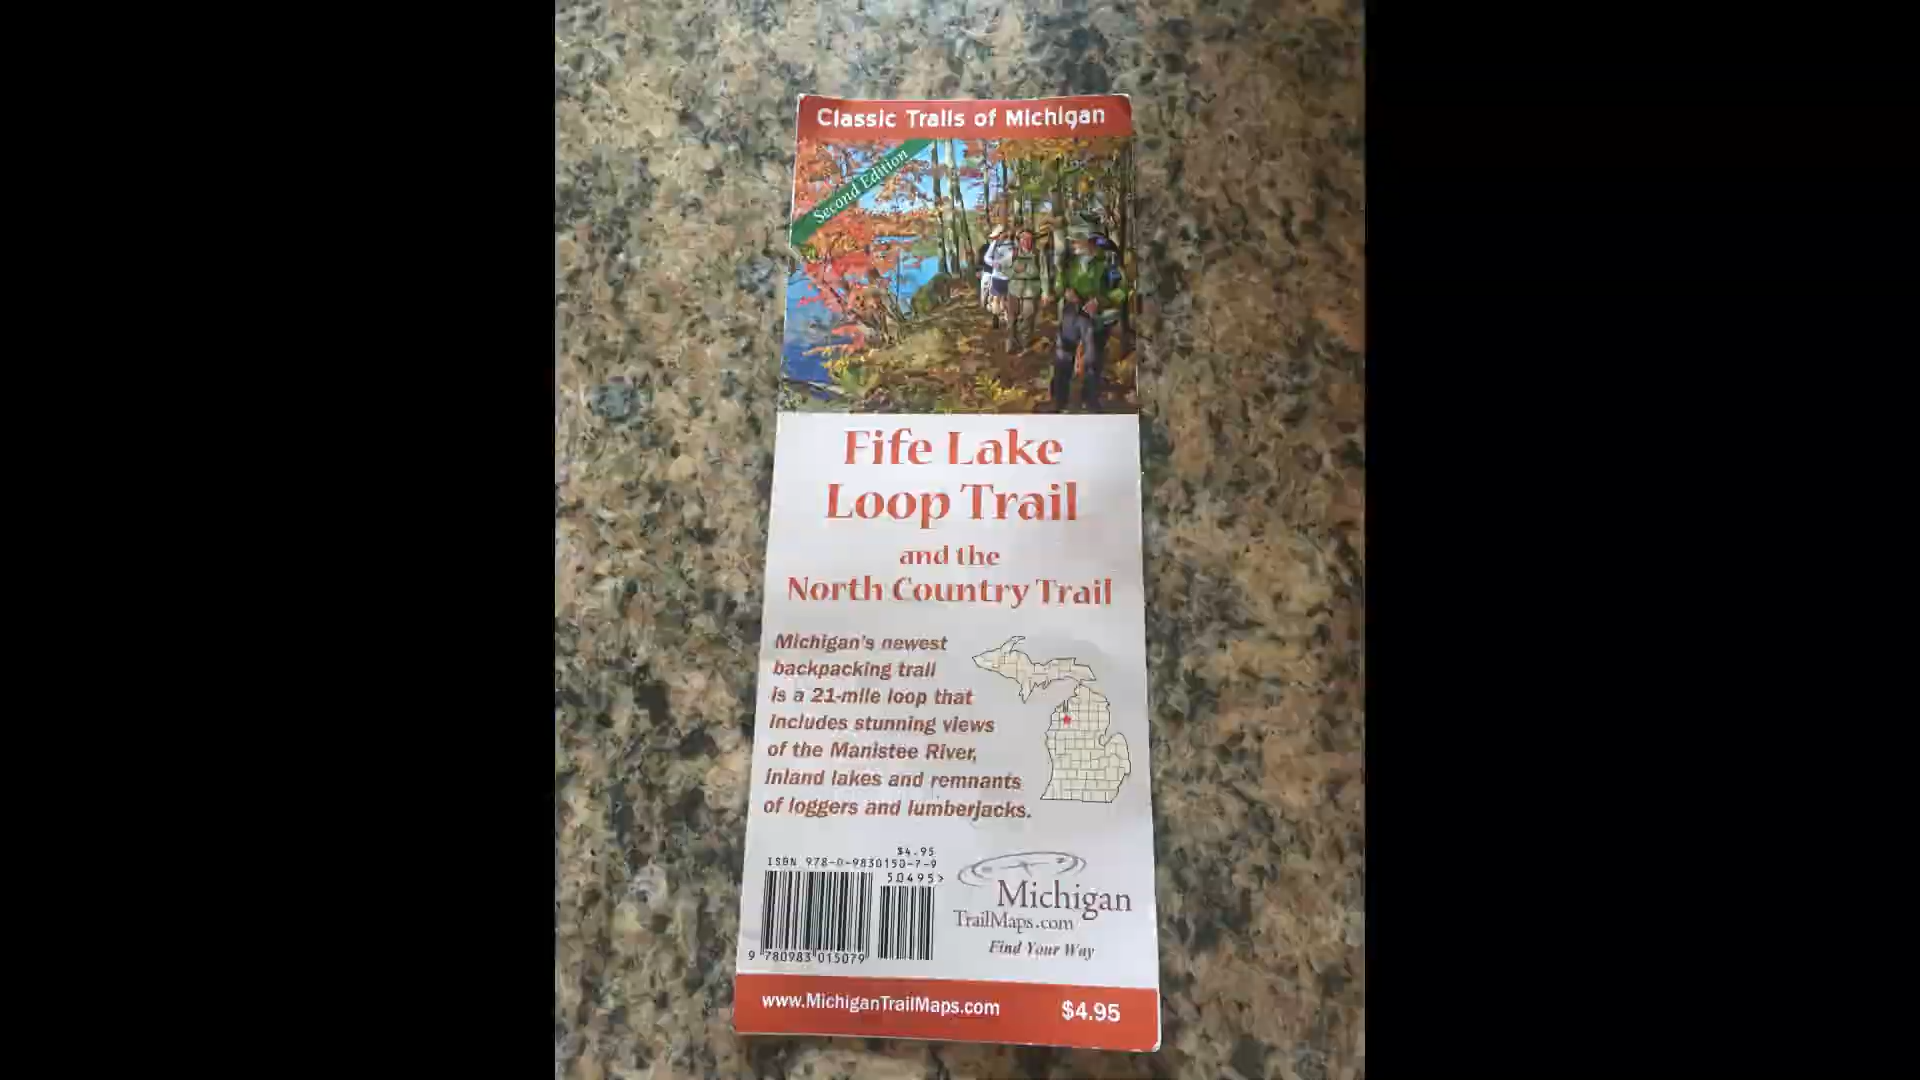 Classic Trails of Michigan
Second Edition
Fife Lake
Loop Trail
and the
North Country Trail
Michigan's newest
backpacking trail
is a 21-mile loop that
includes stunning views
of the Manistee River,
inland lakes and remnants
of loggers and lumberjacks.
$4.95
ISBN 978-0-9830150-7-9
50495>
9 780983 015079
Michigan
TrailMaps.com
Find Your Way
www.MichiganTrailMaps.com
$4.95